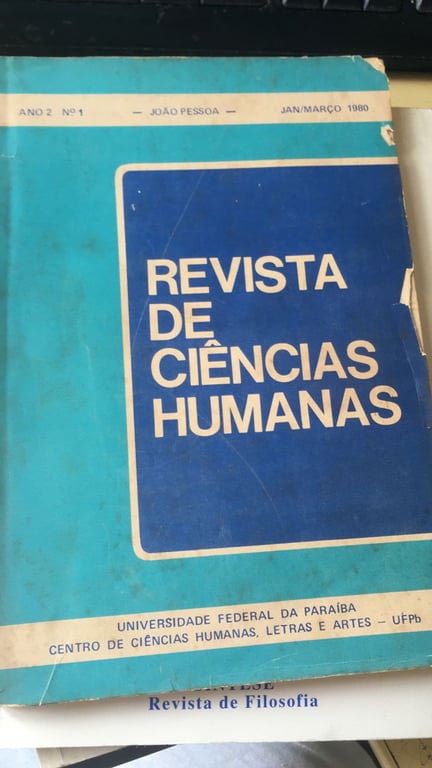 ANO 2 Nº 1 — JOÃO PESSOA — JAN/MARÇO 1980
REVISTA
DE
CIÊNCIAS
HUMANAS
UNIVERSIDADE FEDERAL DA PARAÍBA
CENTRO DE CIÊNCIAS HUMANAS, LETRAS E ARTES — UFPb
Revista de Filosofia